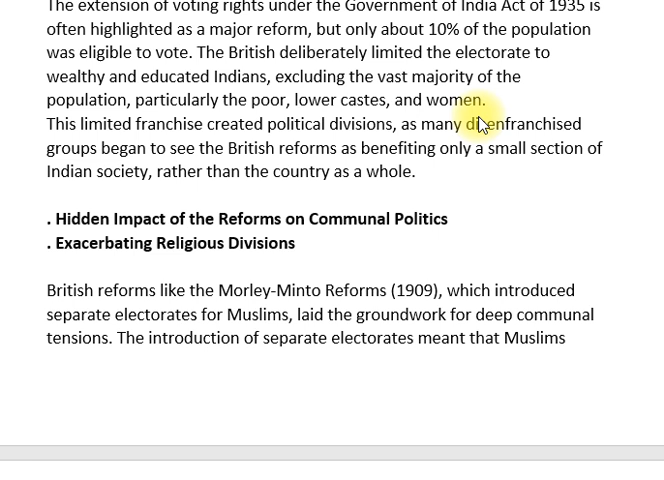 The extension of voting rights under the Government of India Act of 1935 is
often highlighted as a major reform, but only about 10% of the population
was eligible to vote. The British deliberately limited the electorate to
wealthy and educated Indians, excluding the vast majority of the
population, particularly the poor, lower castes, and women.
This limited franchise created political divisions, as many disenfranchised
groups began to see the British reforms as benefiting only a small section of
Indian society, rather than the country as a whole.
. Hidden Impact of the Reforms on Communal Politics
. Exacerbating Religious Divisions
British reforms like the Morley-Minto Reforms (1909), which introduced
separate electorates for Muslims, laid the groundwork for deep communal
tensions. The introduction of separate electorates meant that Muslims